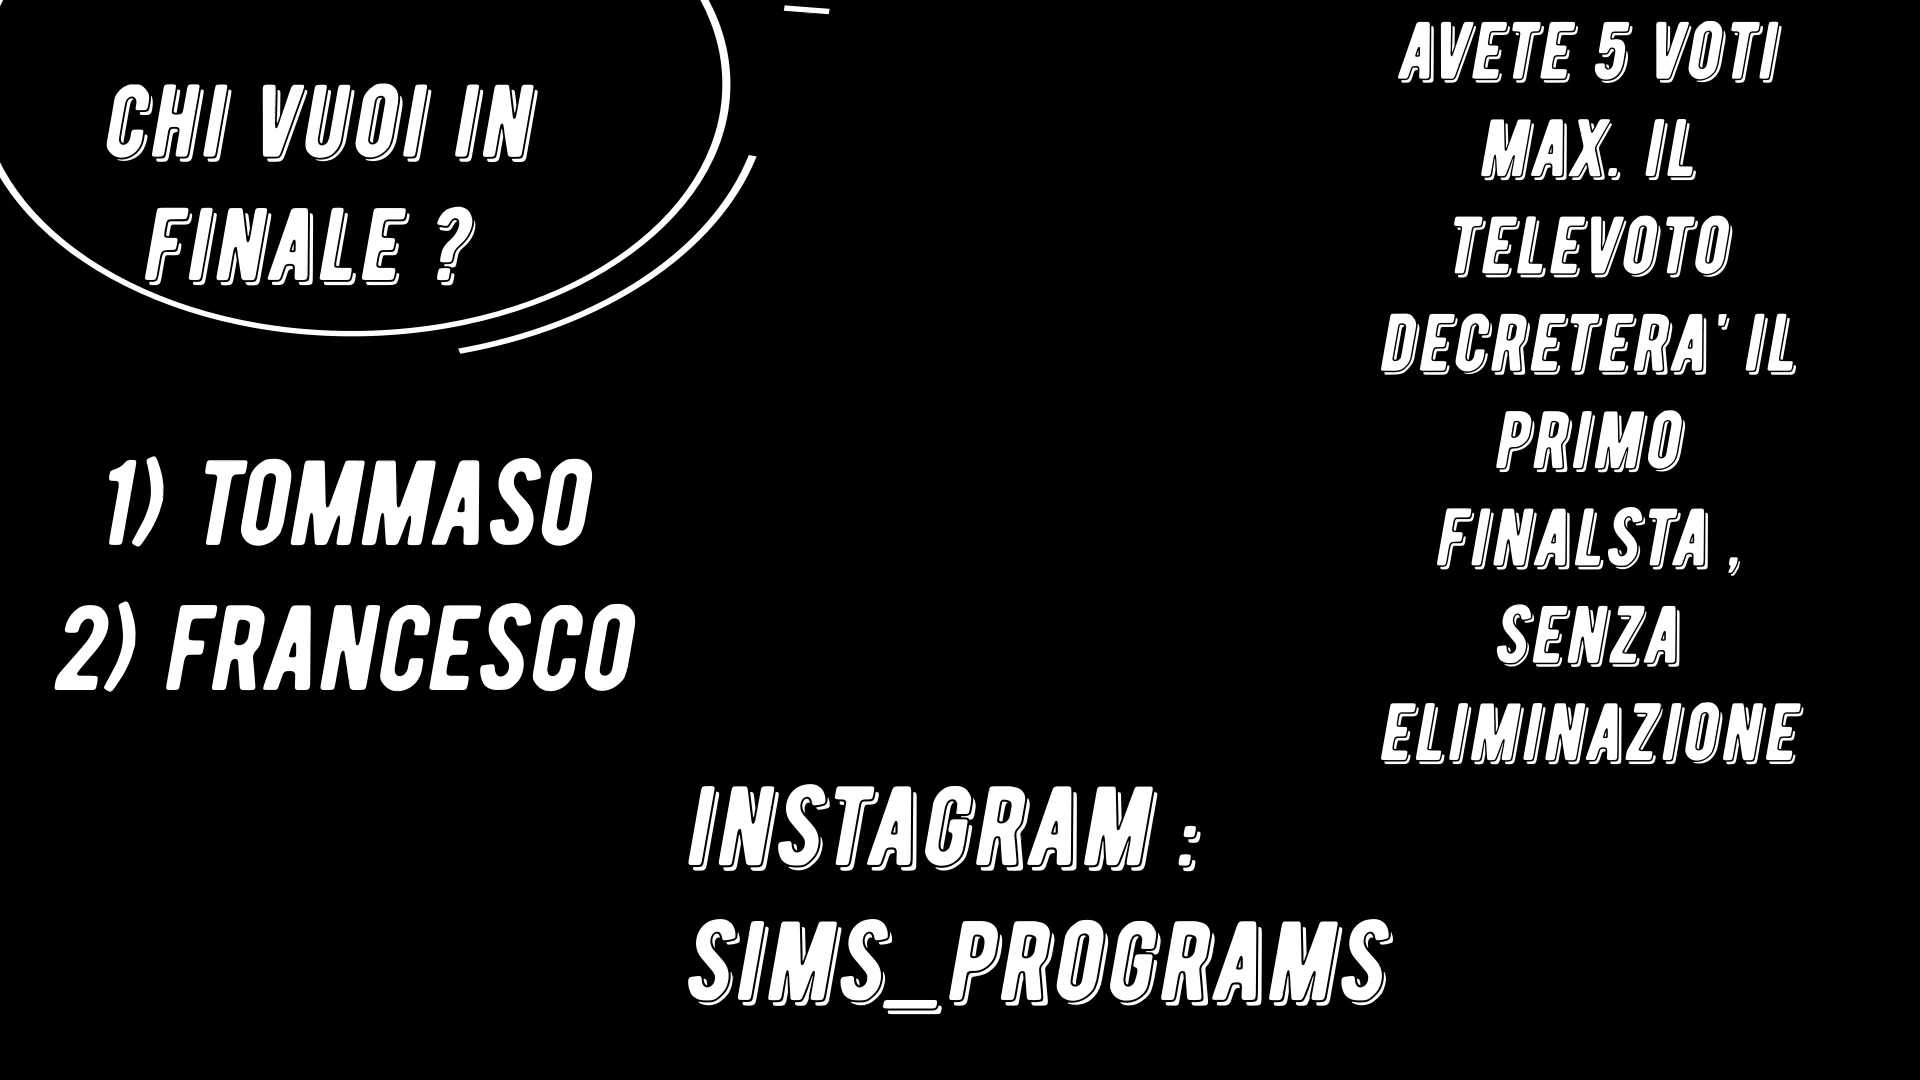 CHI VUOI IN
FINALE ?
1) TOMMASO
2) FRANCESCO
AVETE 5 VOTI
MAX. IL
TELEVOTO
DECRETERA' IL
PRIMO
FINALSTA ,
SENZA
ELIMINAZIONE
INSTAGRAM :
SIMS_PROGRAMS